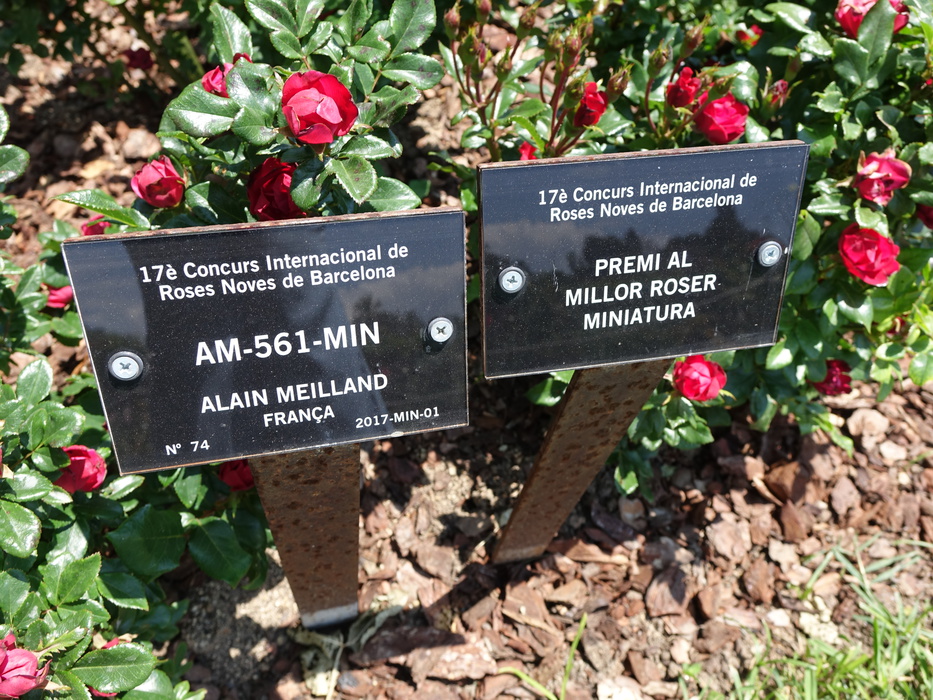 17è Concurs Internacional de
Roses Noves de Barcelona
AM-561-MIN
ALAIN MEILLAND
FRANÇA
2017-MIN-01
Nº 74
17è Concurs Internacional de
Roses Noves de Barcelona
PREMI AL
MILLOR ROSER
MINIATURA